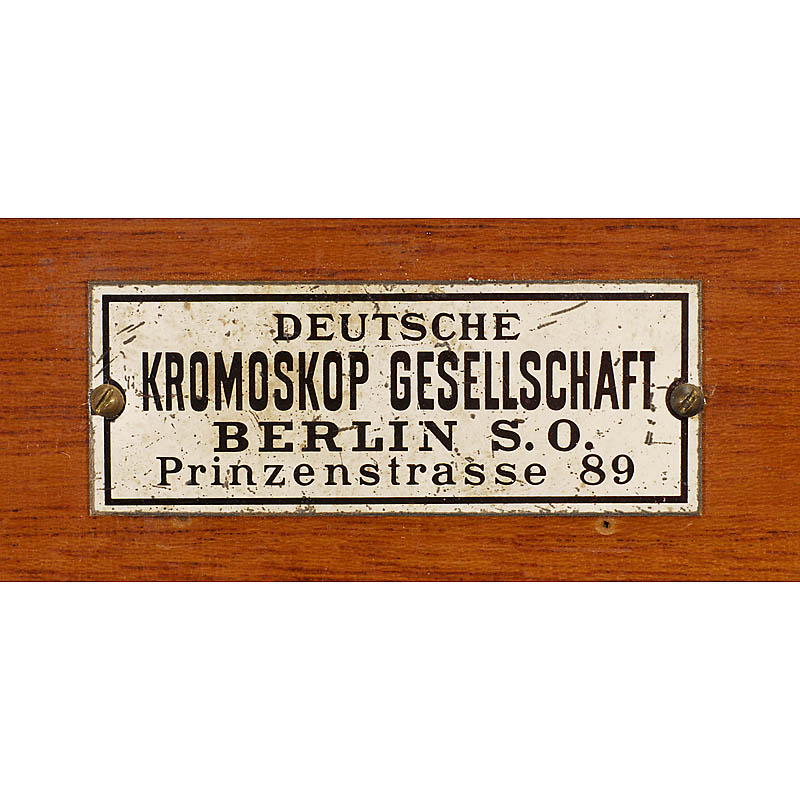 DEUTSCHE
KROMOSKOP GESELLSCHAFT
BERLIN S.O.
Prinzenstrasse 89